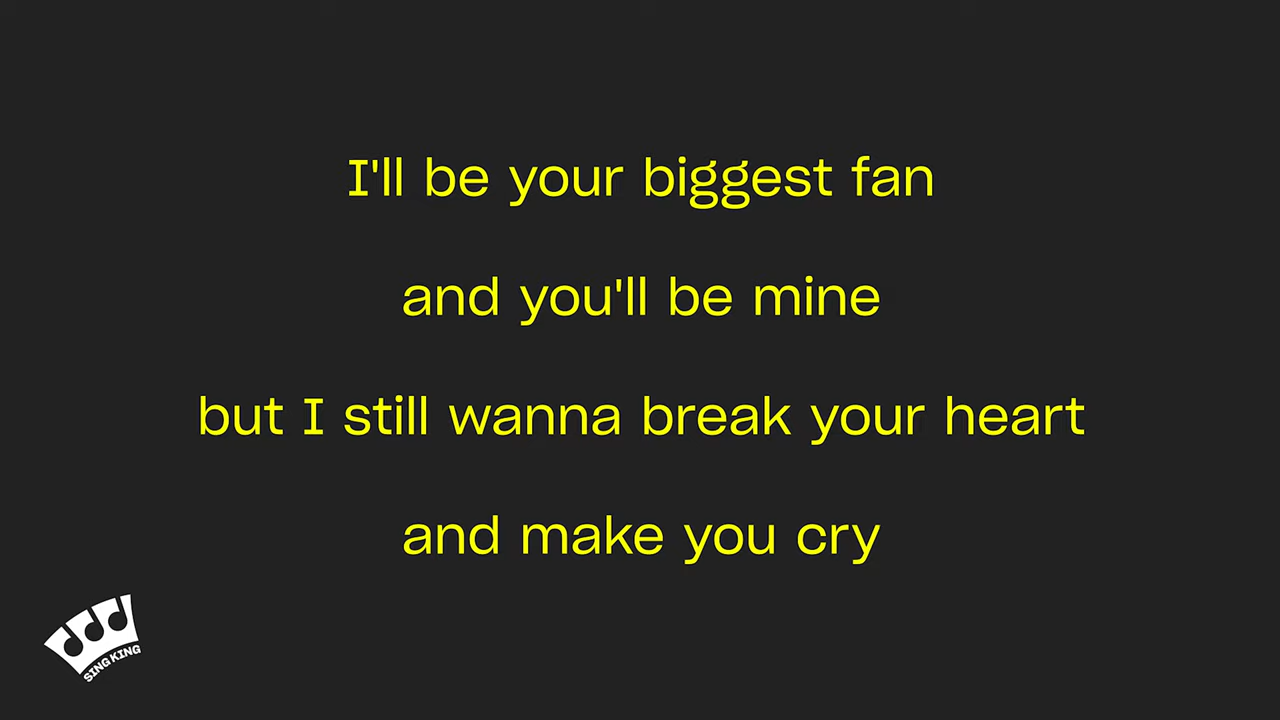 I'll be your biggest fan
and you'll be mine
but I still wanna break your heart
and make you cry
SING KING